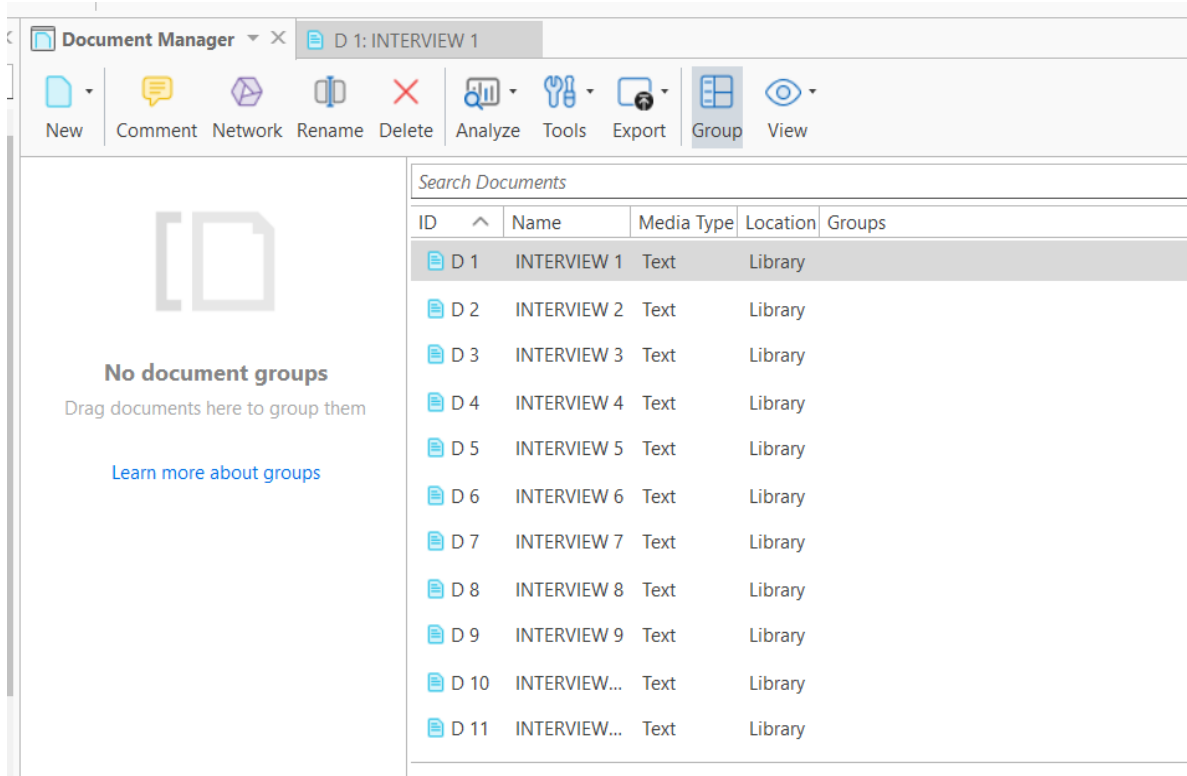 Document Manager
D 1: INTERVIEW 1
New Comment Network Rename Delete Analyze Tools Export Group View
No document groups
Drag documents here to group them
Learn more about groups
Search Documents
ID Name Media Type Location Groups
D 1 INTERVIEW 1 Text Library
D 2 INTERVIEW 2 Text Library
D 3 INTERVIEW 3 Text Library
D 4 INTERVIEW 4 Text Library
D 5 INTERVIEW 5 Text Library
D 6 INTERVIEW 6 Text Library
D 7 INTERVIEW 7 Text Library
D 8 INTERVIEW 8 Text Library
D 9 INTERVIEW 9 Text Library
D 10 INTERVIEW... Text Library
D 11 INTERVIEW... Text Library